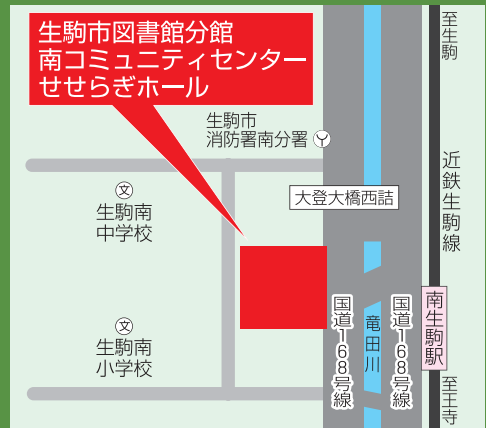 生駒市図書館分館
南コミュニティセンター
せせらぎホール
至生駒
生駒市
消防署南分署
近鉄生駒線
文
生駒南
中学校
大登大橋西詰
南生駒駅
国道168号線
竜田川
国道168号線
文
生駒南
小学校
至王寺